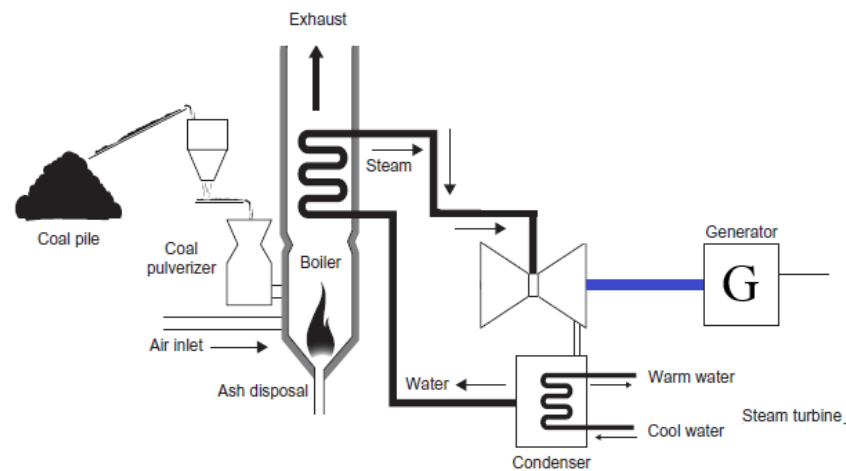 Exhaust
Steam
Coal pile
Coal
pulverizer
Boiler
Generator
G
Air inlet
Ash disposal
Water
Warm water
Cool water
Steam turbine
Condenser